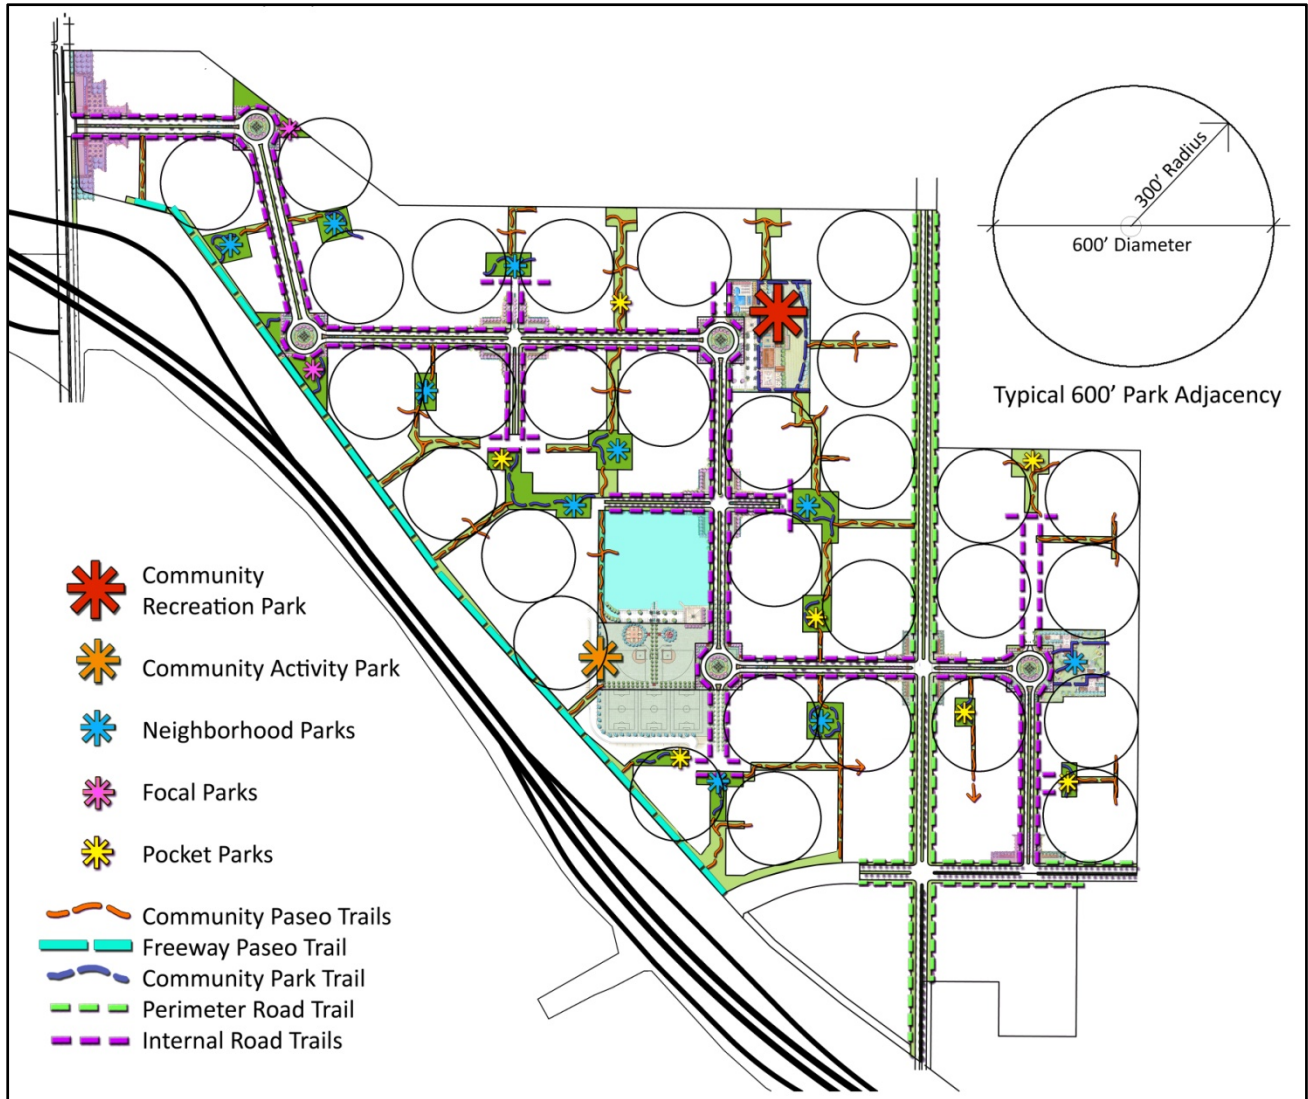 300' Radius
600' Diameter
Typical 600' Park Adjacency
Community
Recreation Park
Community Activity Park
Neighborhood Parks
Focal Parks
Pocket Parks
Community Paseo Trails
Freeway Paseo Trail
Community Park Trail
Perimeter Road Trail
Internal Road Trails